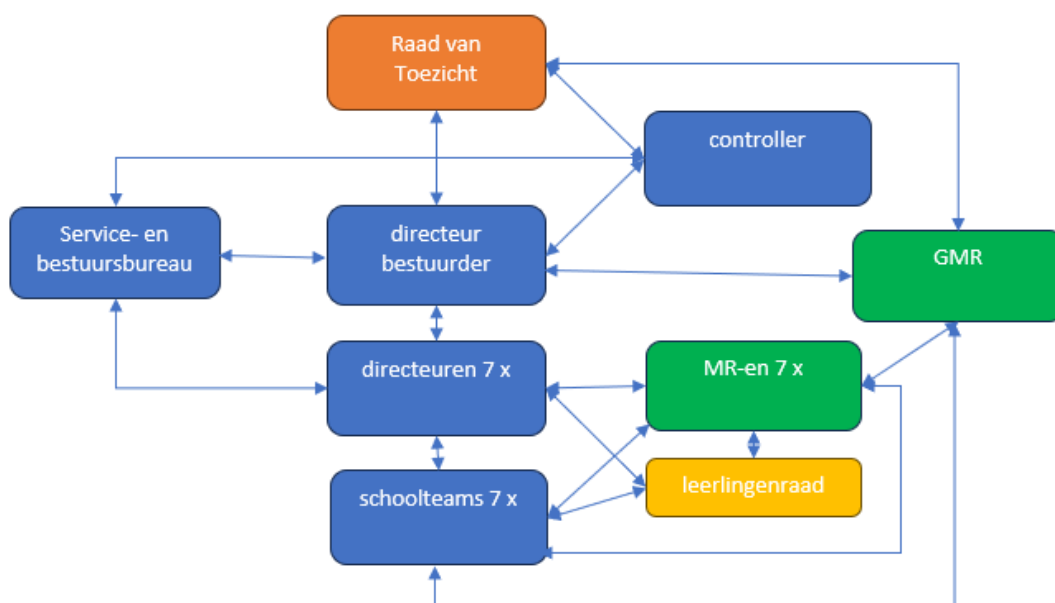 Raad van
Toezicht
controller
Service- en
bestuursbureau
directeur
bestuurder
GMR
directeuren 7 x
MR-en 7 x
schoolteams 7 x
leerlingenraad